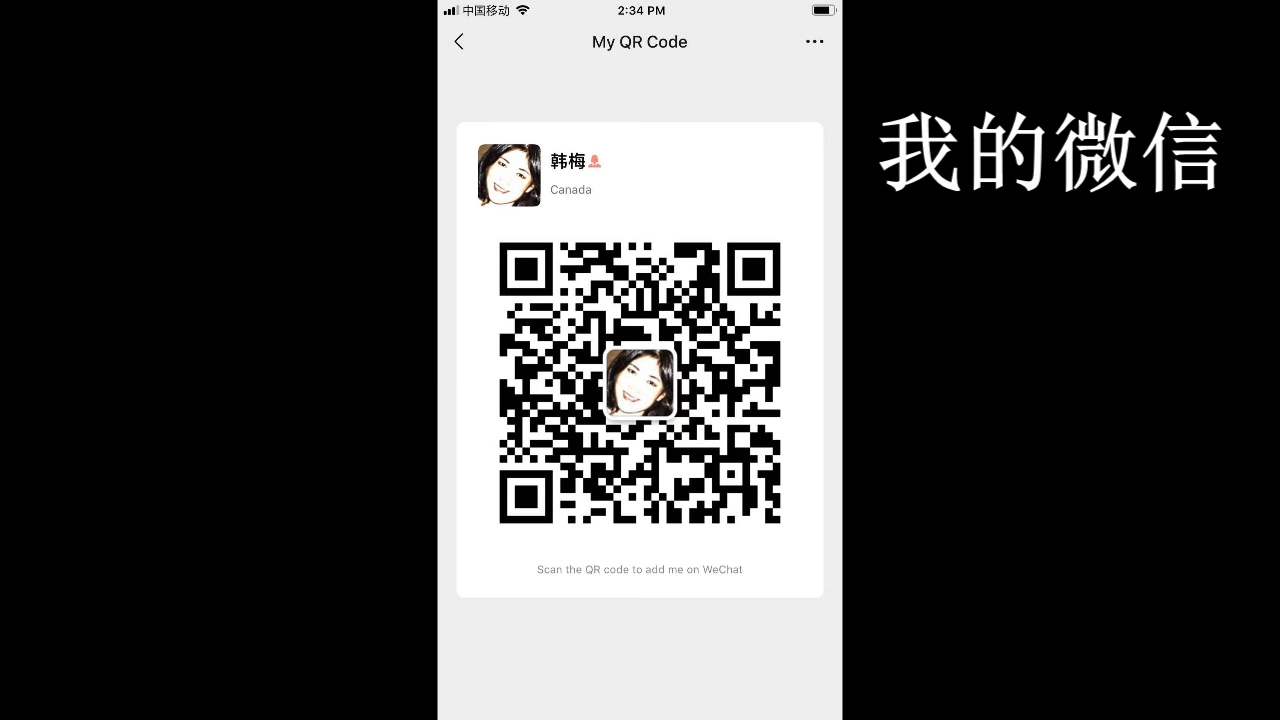 中国移动
2:34 PM
My QR Code
我的微信
韩梅
Canada
Scan the QR code to add me on WeChat